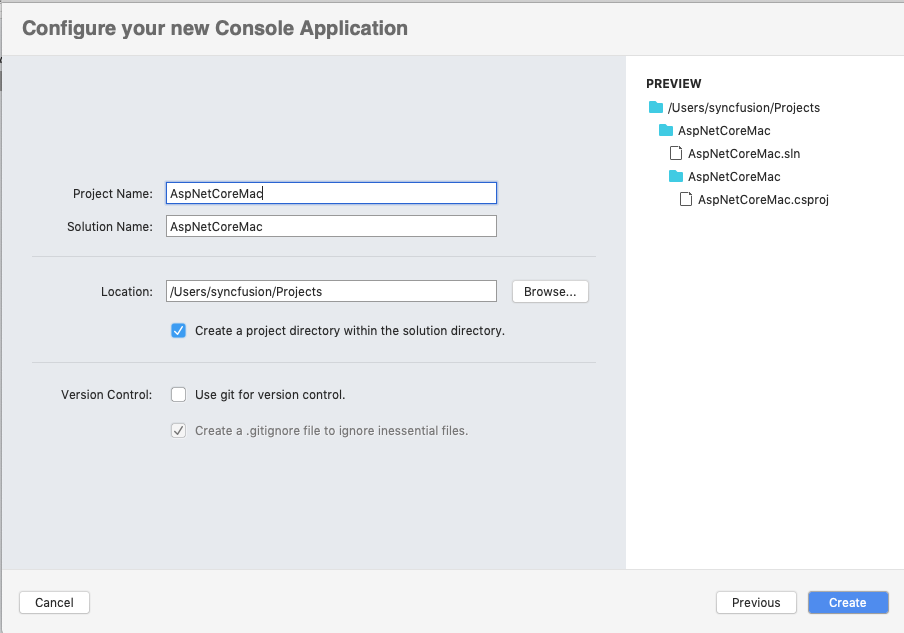 Configure your new Console Application
Project Name: AspNetCoreMac
Solution Name: AspNetCoreMac
Location: /Users/syncfusion/Projects Browse...
Create a project directory within the solution directory.
Version Control: Use git for version control.
Create a .gitignore file to ignore inessential files.
PREVIEW
/Users/syncfusion/Projects
AspNetCoreMac
AspNetCoreMac.sln
AspNetCoreMac
AspNetCoreMac.csproj
Cancel Previous Create